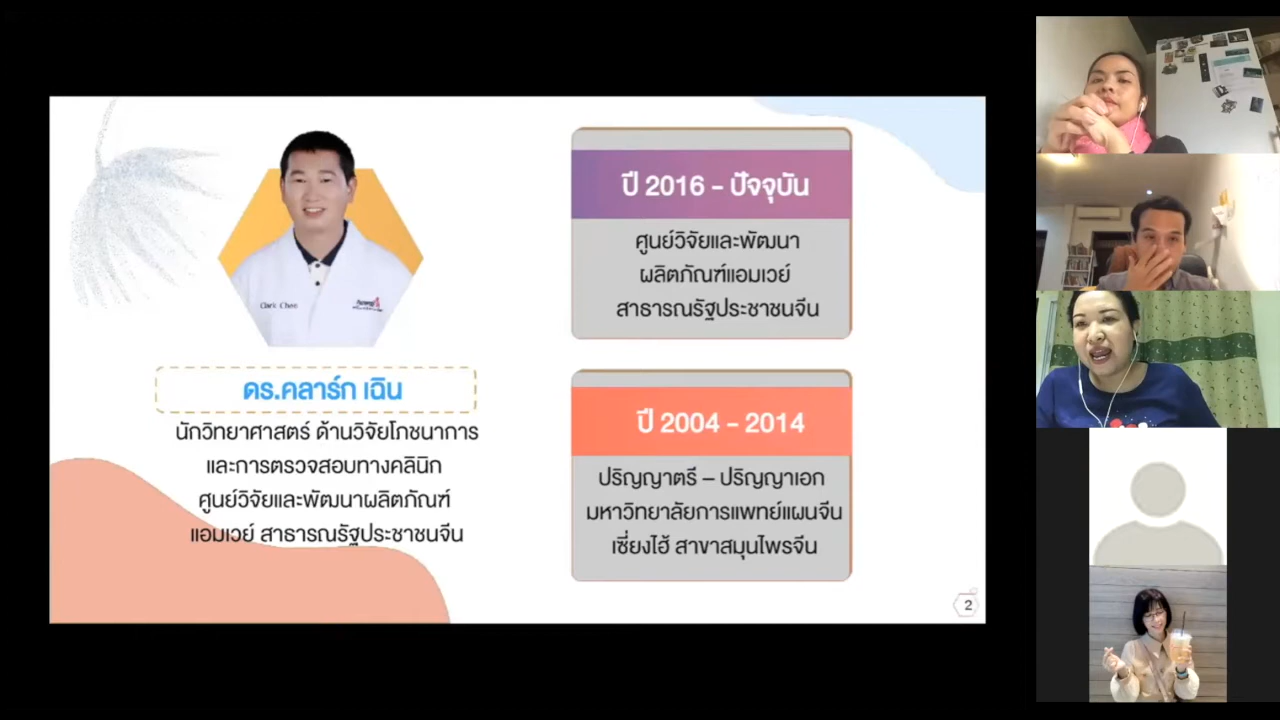 Clark Chen
ดร.คลาร์ก เฉิน
นักวิทยาศาสตร์ ด้านวิจัยโภชนาการ
และการตรวจสอบทางคลินิก
ศูนย์วิจัยและพัฒนาผลิตภัณฑ์
แอมเวย์ สาธารณรัฐประชาชนจีน
ปี 2016 - ปัจจุบัน
ศูนย์วิจัยและพัฒนา
ผลิตภัณฑ์แอมเวย์
สาธารณรัฐประชาชนจีน
ปี 2004 - 2014
ปริญญาตรี – ปริญญาเอก
มหาวิทยาลัยการแพทย์แผนจีน
เซี่ยงไฮ้ สาขาสมุนไพรจีน
2